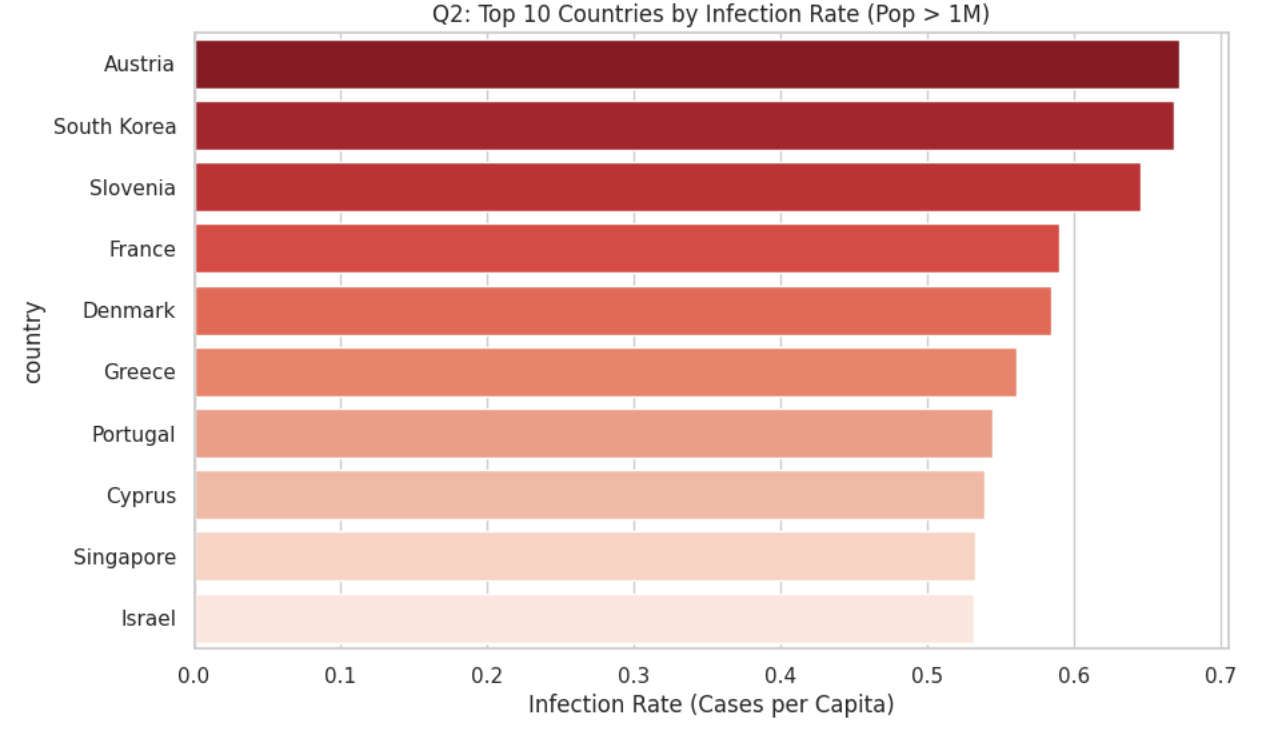 Q2: Top 10 Countries by Infection Rate (Pop > 1M)
Austria
South Korea
Slovenia
France
Denmark
Greece
Portugal
Cyprus
Singapore
Israel
country
0.0 0.1 0.2 0.3 0.4 0.5 0.6 0.7
Infection Rate (Cases per Capita)